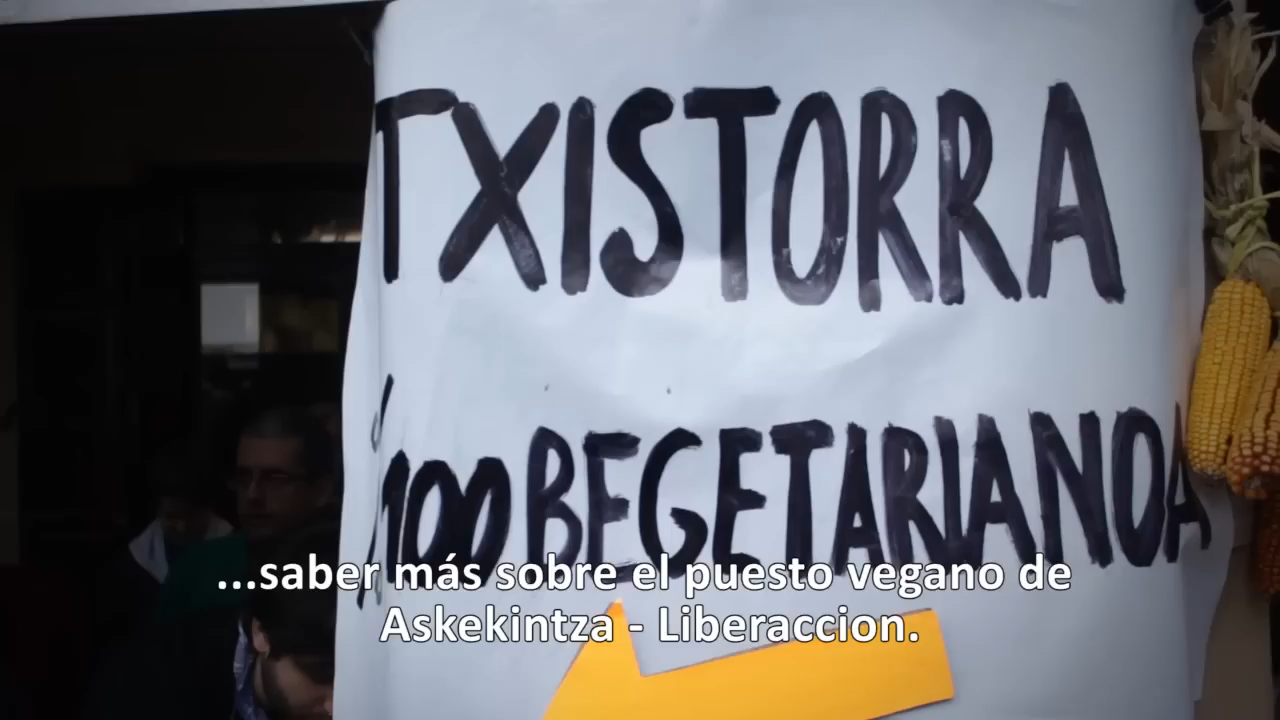 TXISTORRA
%100 BEGETARIANOA
...saber más sobre el puesto vegano de
Askekintza - Liberaccion.